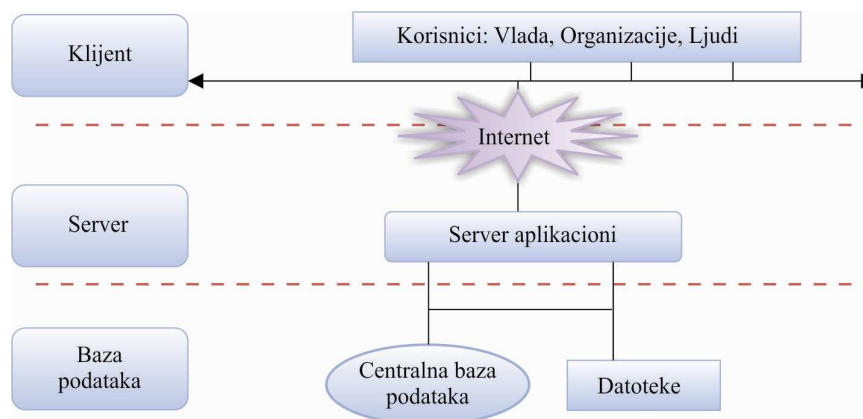 Klijent
Korisnici: Vlada, Organizacije, Ljudi
Internet
Server
Server aplikacioni
Baza
podataka
Centralna baza
podataka
Datoteke